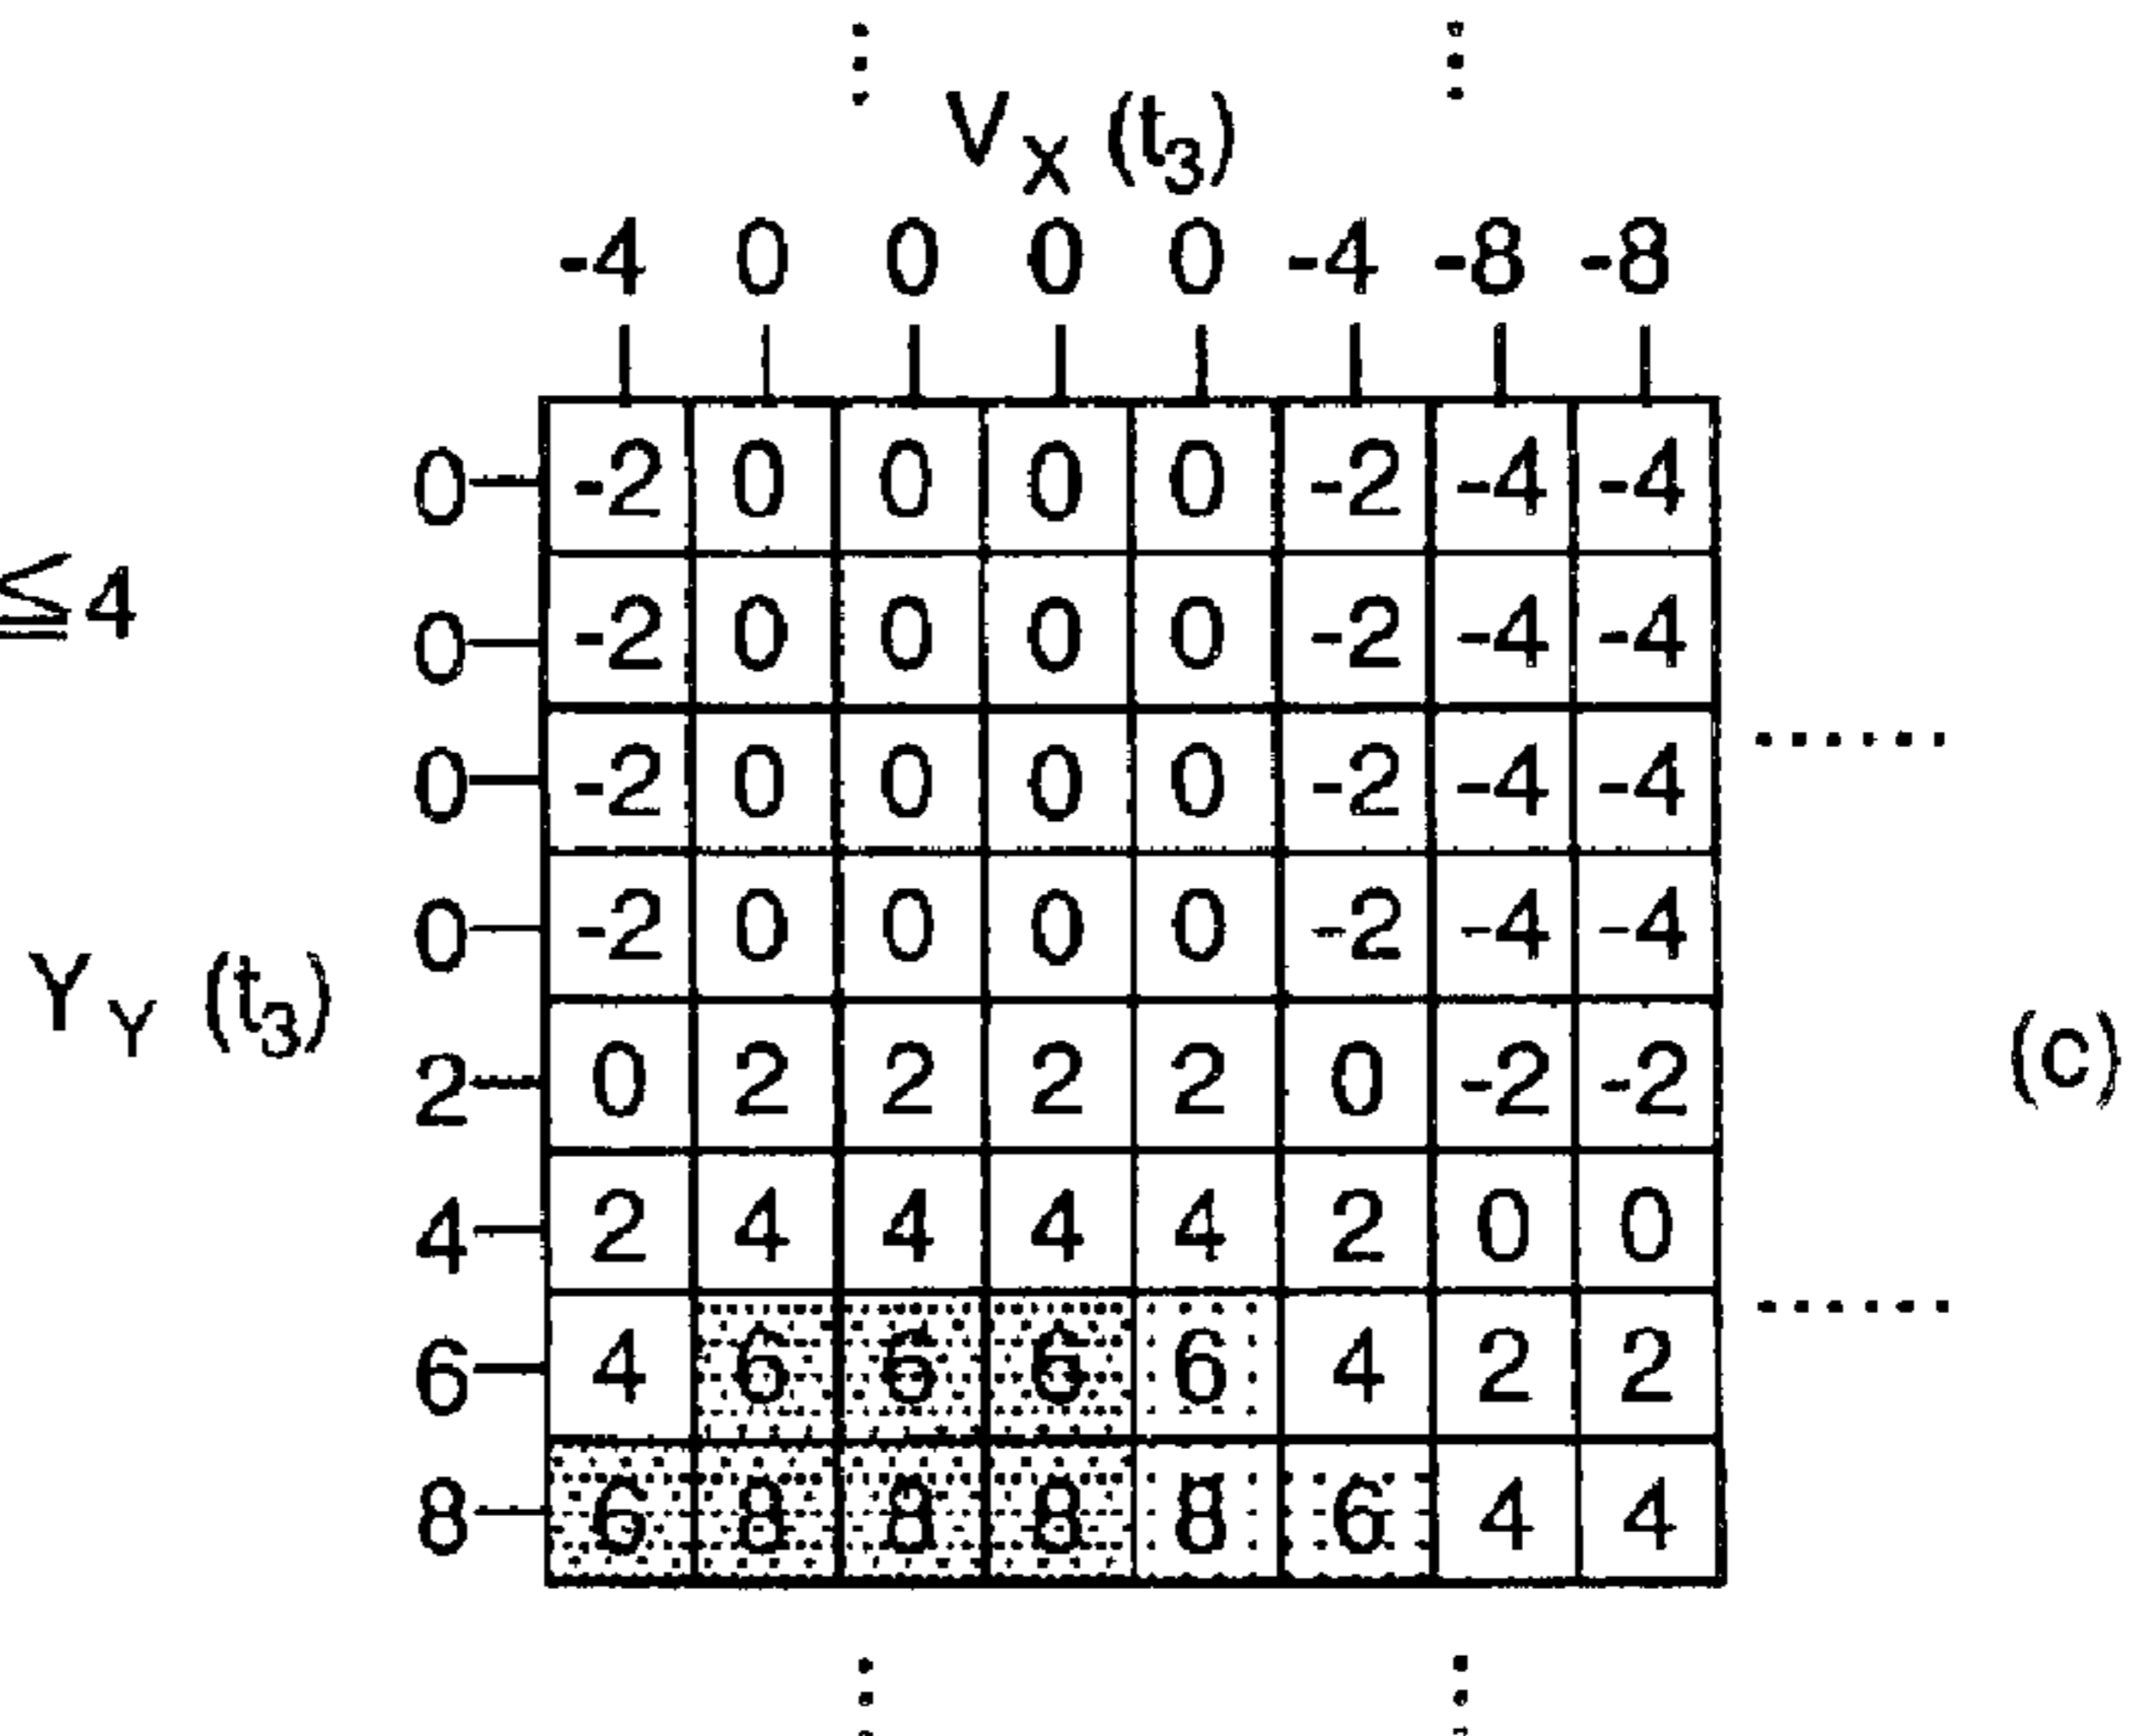 V_X (t_3)
-4 0 0 0 0 -4 -8 -8
0 -2 0 0 0 0 -2 -4 -4
≦4
0 -2 0 0 0 0 -2 -4 -4
0 -2 0 0 0 0 -2 -4 -4
0 -2 0 0 0 0 -2 -4 -4
Y_Y (t_3)
2 0 2 2 2 2 0 -2 -2
(c)
4 2 4 4 4 4 2 0 0
6 4 6 6 6 6 4 2 2
8 6 8 8 8 8 6 4 4